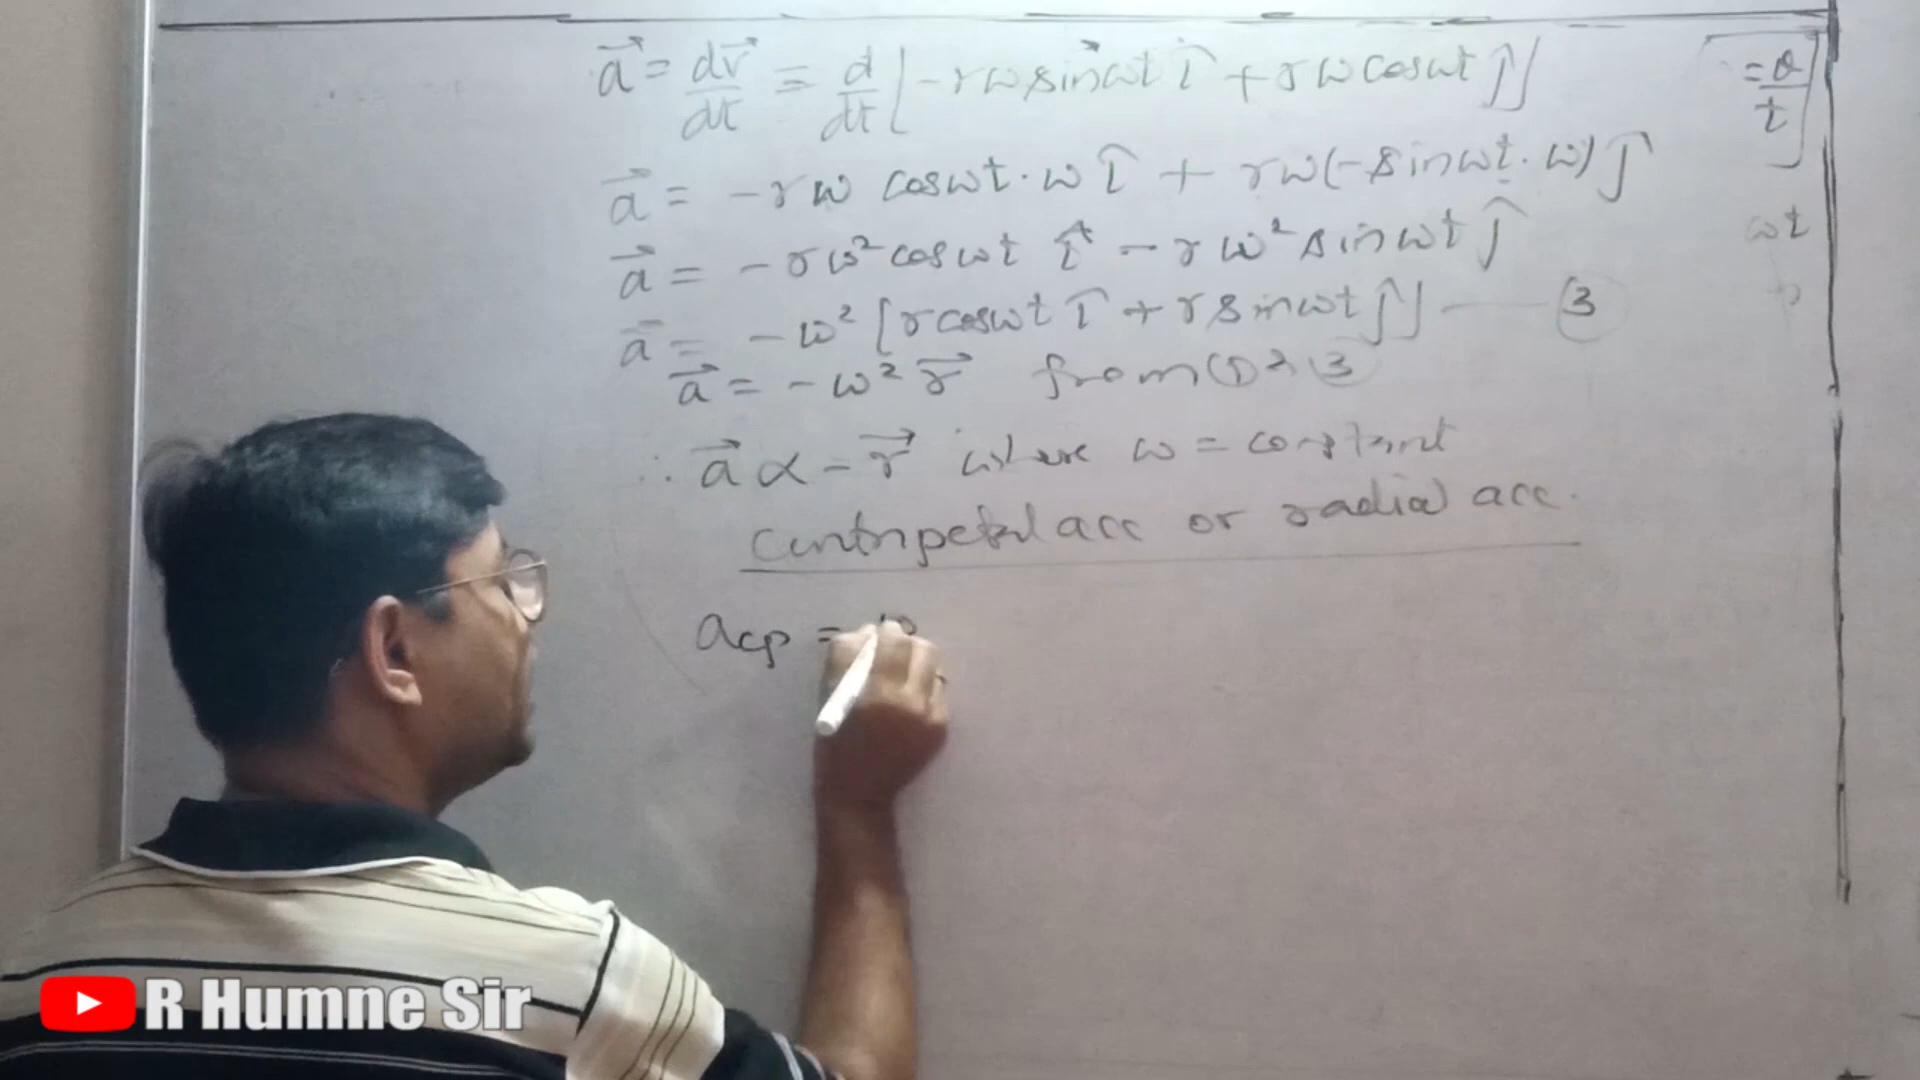 a⃗ = dv⃗/dt = d/dt [-rω sinωt î + rω cosωt ĵ]
a⃗ = -rω cosωt · ω î + rω(-sinωt · ω) ĵ
a⃗ = -rω² cosωt î - rω² sinωt ĵ
a⃗ = -ω² [r cosωt î + r sinωt ĵ] — ③
a⃗ = -ω² r⃗ from ① & ③
∴ a⃗ α -r⃗ where ω = constant
Centripetal acc or radial acc.
acp =
= θ/t
ωt
R Humne Sir